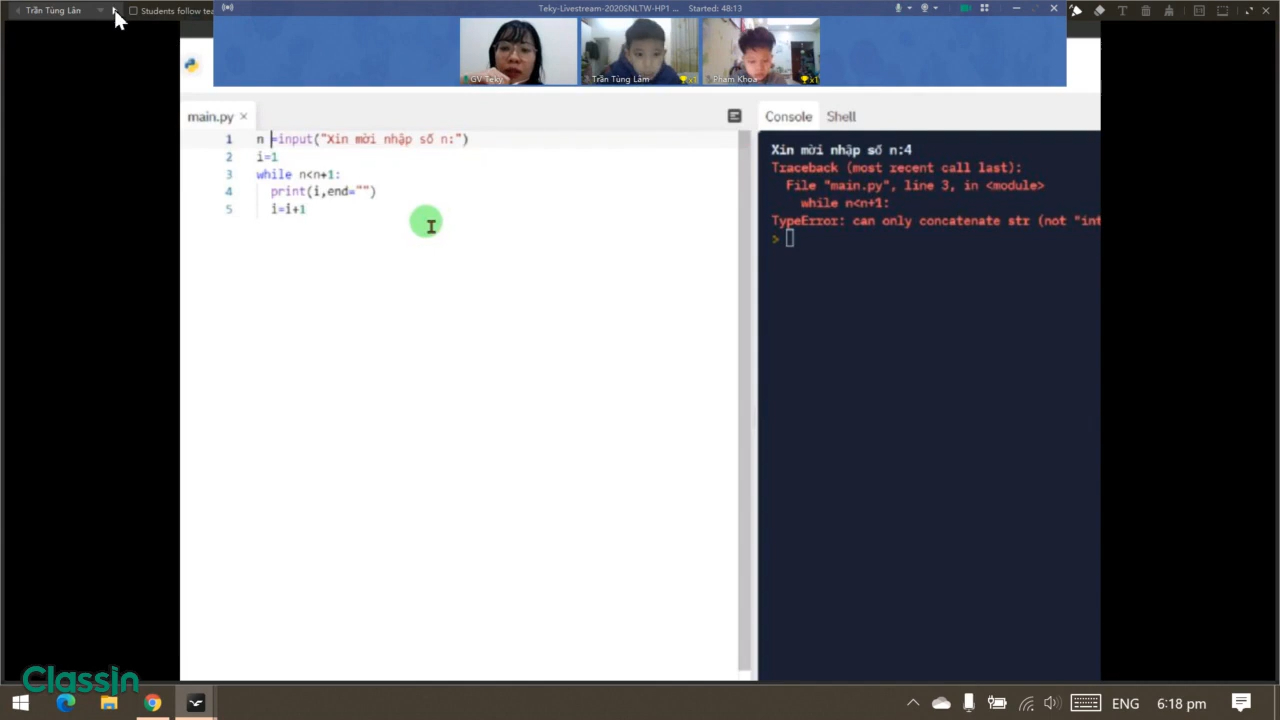 Trần Tùng Lân
Students follow tea
Teky-Livestream-2020SNLTW-HP1 ... Started: 48:13
GV Teky
Trần Tùng Lâm
x1
Phạm Khoa
x1
main.py ×
Console Shell
1 n =input("Xin mời nhập số n:")
2 i=1
3 while n<n+1:
4 print(i,end="")
5 i=i+1
Xin mời nhập số n:4
Traceback (most recent call last):
File "main.py", line 3, in <module>
while n<n+1:
TypeError: can only concatenate str (not "int
>
ClassIn
ENG
6:18 pm